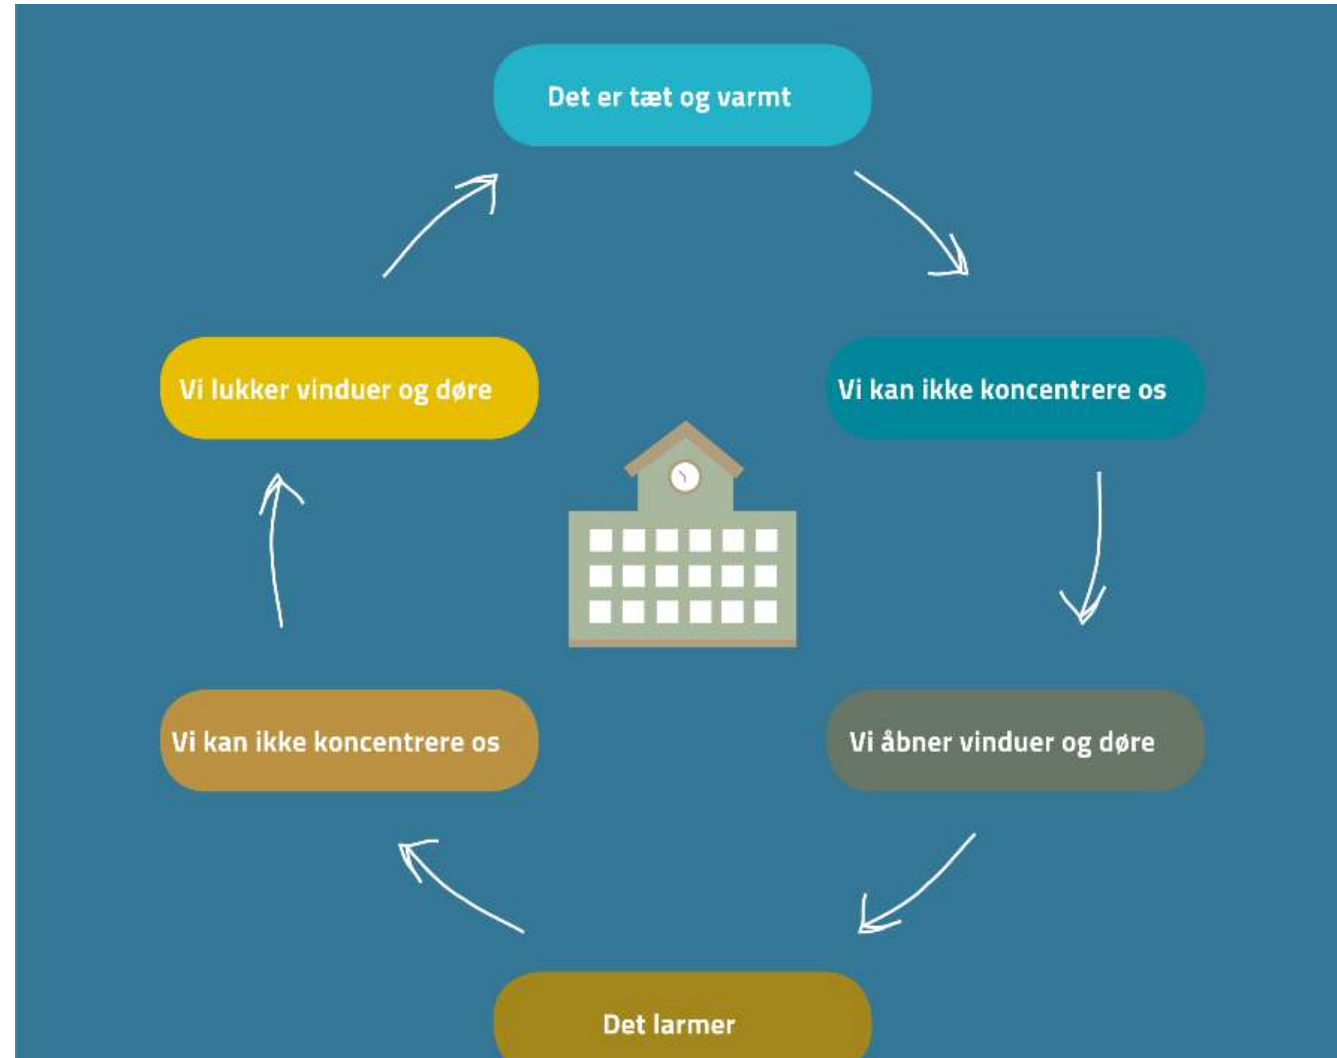 Det er tæt og varmt
Vi kan ikke koncentrere os
Vi åbner vinduer og døre
Det larmer
Vi kan ikke koncentrere os
Vi lukker vinduer og døre